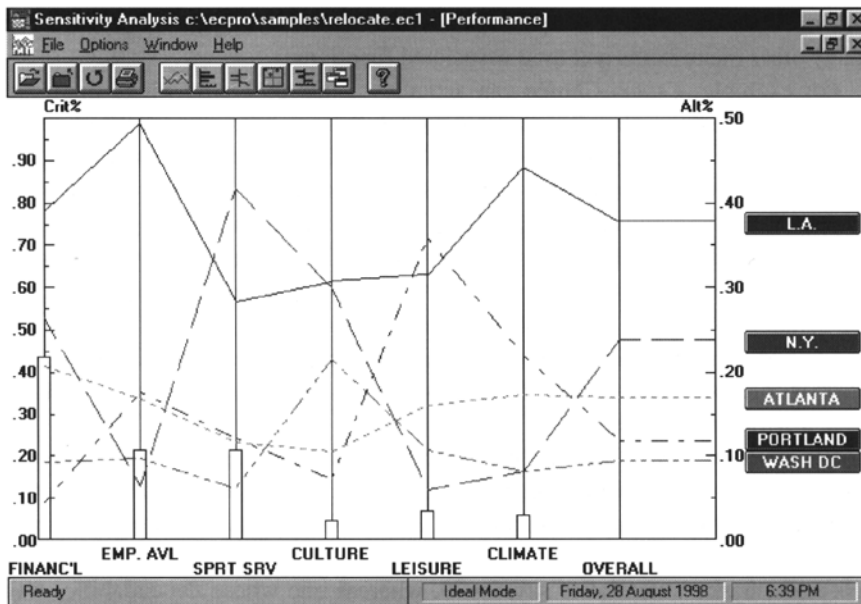 Sensitivity Analysis c:\ecpro\samples\relocate.ec1 - [Performance]
File Options Window Help
Crit% Alt%
.90 .50
.80 .40
.70
.60 .30
.50
.40 .20
.30
.20 .10
.10
.00 .00
L.A.
N.Y.
ATLANTA
PORTLAND
WASH DC
EMP. AVL CULTURE CLIMATE
FINANC'L SPRT SRV LEISURE OVERALL
Ready Ideal Mode Friday, 28 August 1998 6:39 PM